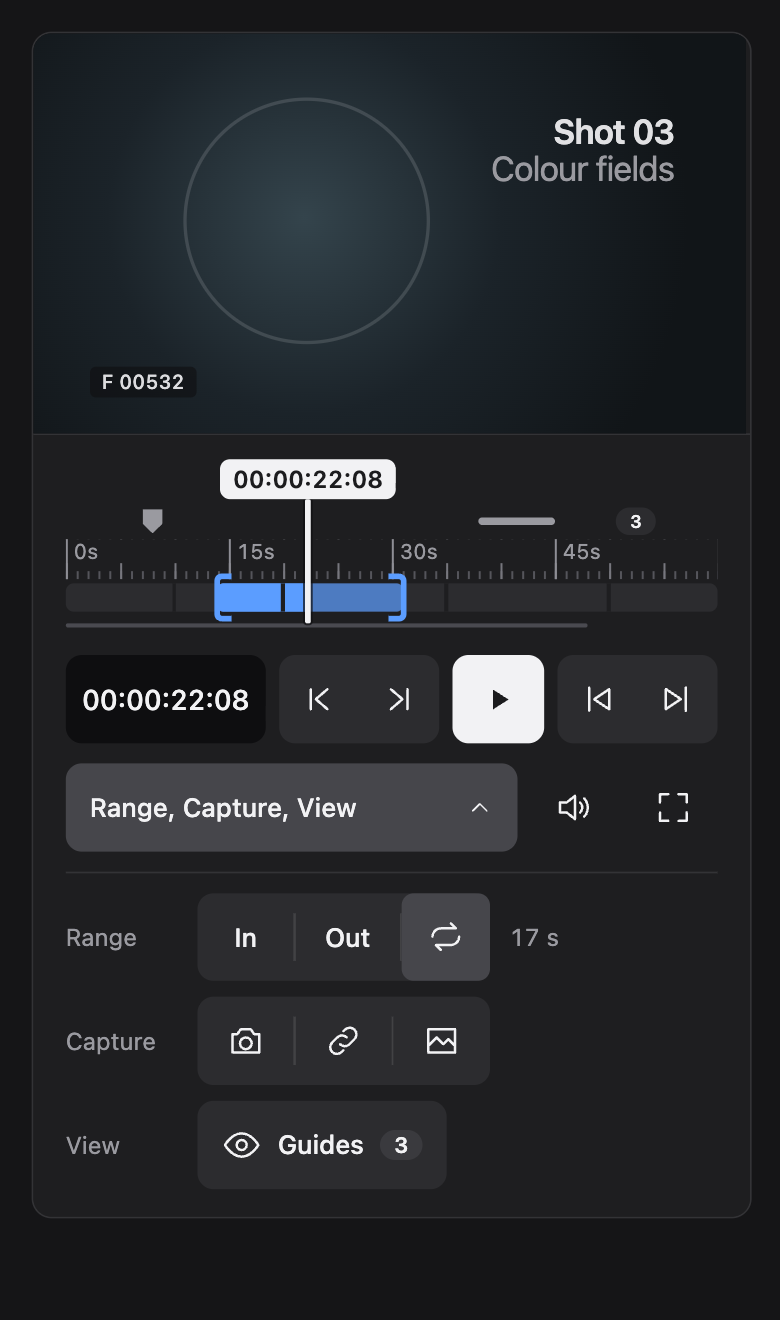 Shot 03
Colour fields
F 00532
00:00:22:08
3
0s 15s 30s 45s
00:00:22:08
Range, Capture, View
Range In Out 17 s
Capture
View Guides 3